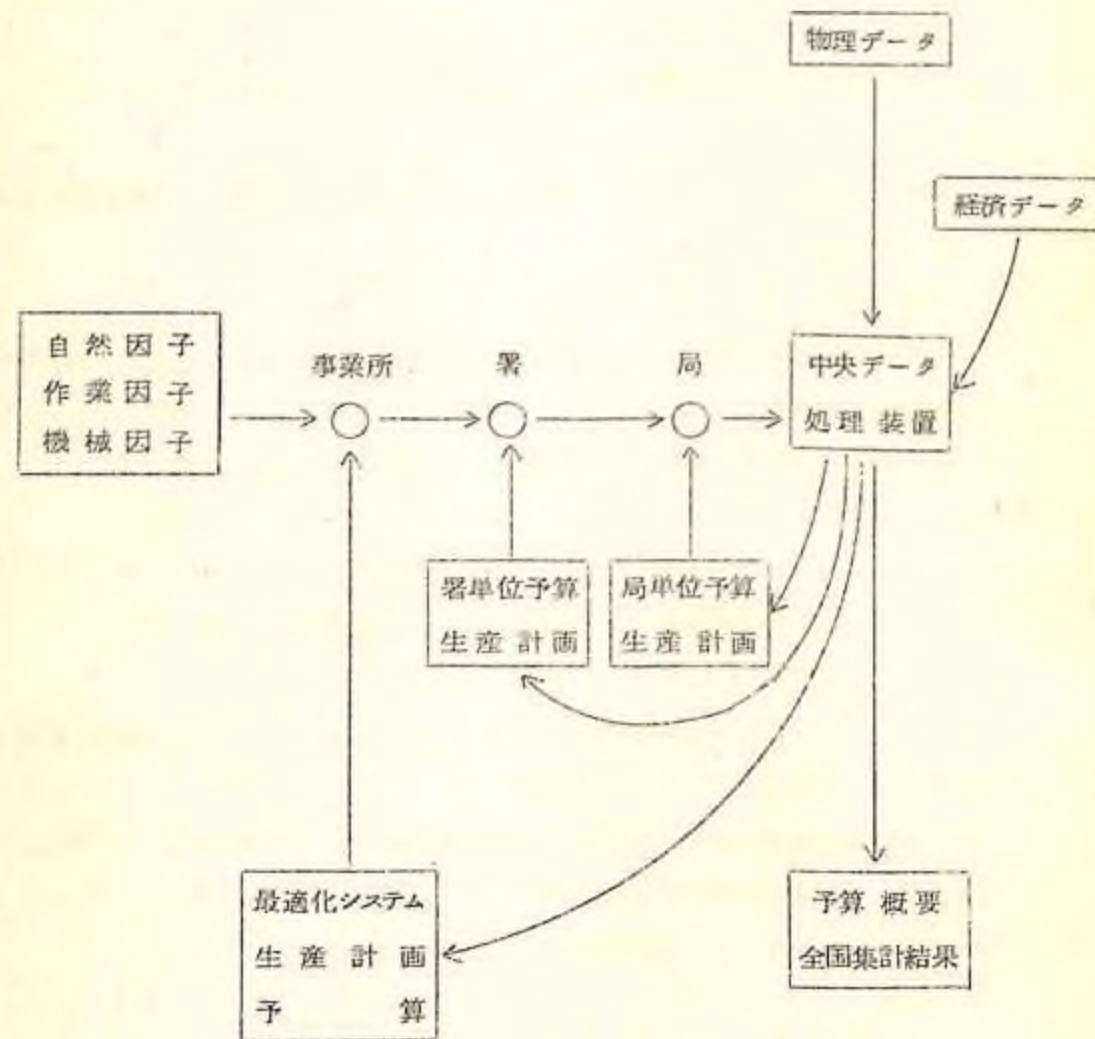 物理データ
経済データ
自然因子
作業因子
機械因子
事業所
署
局
中央データ
処理装置
署単位予算
生産計画
局単位予算
生産計画
最適化システム
生産計画
予算
予算概要
全国集計結果